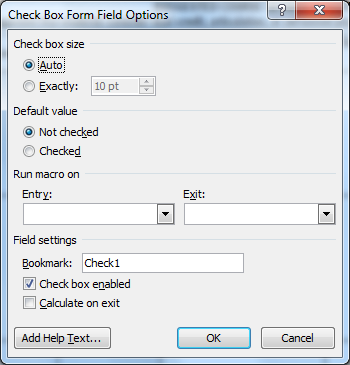 Check Box Form Field Options
Check box size
Auto
Exactly: 10 pt
Default value
Not checked
Checked
Run macro on
Entry: Exit:
Field settings
Bookmark: Check1
Check box enabled
Calculate on exit
Add Help Text... OK Cancel